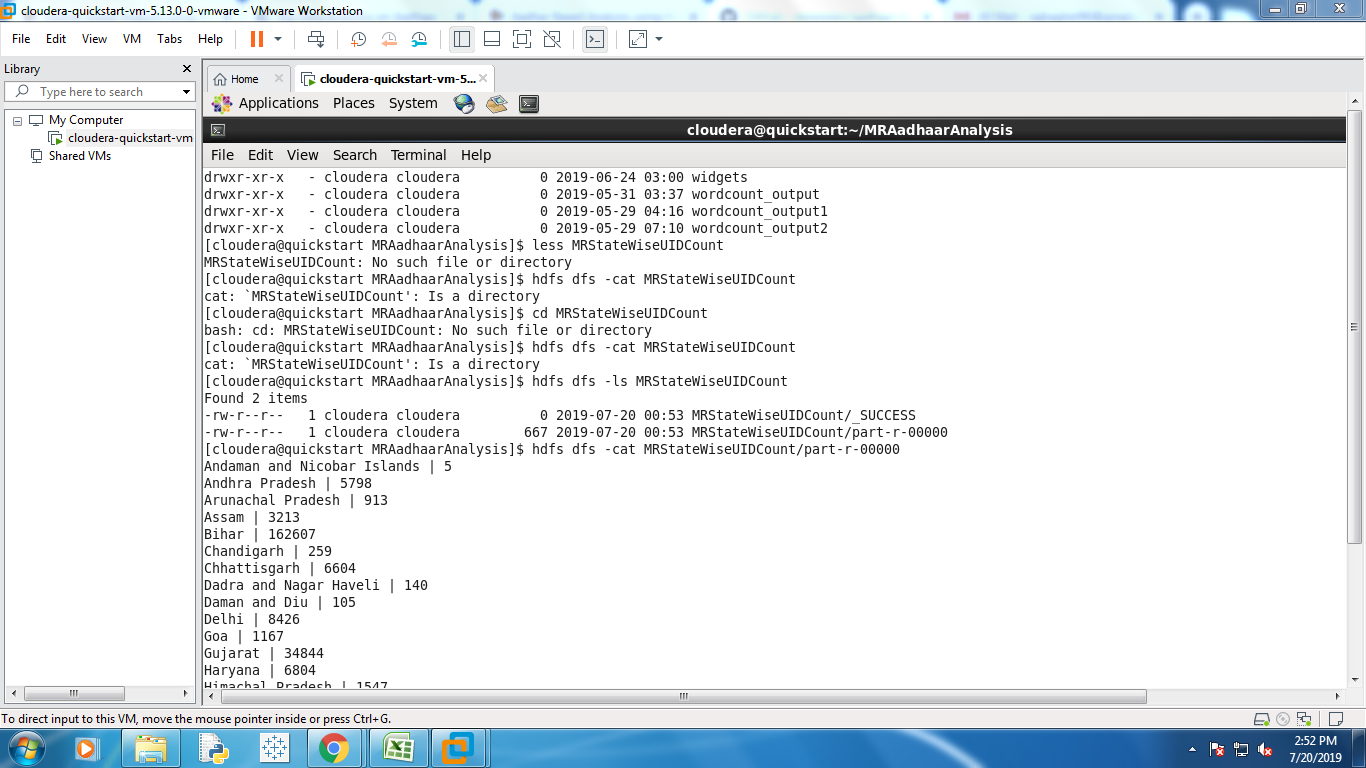 cloudera-quickstart-vm-5.13.0-0-vmware - VMware Workstation
File Edit View VM Tabs Help
Library
Type here to search
My Computer
cloudera-quickstart-vm
Shared VMs
Home cloudera-quickstart-vm-5...
Applications Places System
cloudera@quickstart:~/MRAadhaarAnalysis
File Edit View Search Terminal Help
drwxr-xr-x   - cloudera cloudera          0 2019-06-24 03:00 widgets
drwxr-xr-x   - cloudera cloudera          0 2019-05-31 03:37 wordcount_output
drwxr-xr-x   - cloudera cloudera          0 2019-05-29 04:16 wordcount_output1
drwxr-xr-x   - cloudera cloudera          0 2019-05-29 07:10 wordcount_output2
[cloudera@quickstart MRAadhaarAnalysis]$ less MRStateWiseUIDCount
MRStateWiseUIDCount: No such file or directory
[cloudera@quickstart MRAadhaarAnalysis]$ hdfs dfs -cat MRStateWiseUIDCount
cat: `MRStateWiseUIDCount': Is a directory
[cloudera@quickstart MRAadhaarAnalysis]$ cd MRStateWiseUIDCount
bash: cd: MRStateWiseUIDCount: No such file or directory
[cloudera@quickstart MRAadhaarAnalysis]$ hdfs dfs -cat MRStateWiseUIDCount
cat: `MRStateWiseUIDCount': Is a directory
[cloudera@quickstart MRAadhaarAnalysis]$ hdfs dfs -ls MRStateWiseUIDCount
Found 2 items
-rw-r--r--   1 cloudera cloudera          0 2019-07-20 00:53 MRStateWiseUIDCount/_SUCCESS
-rw-r--r--   1 cloudera cloudera        667 2019-07-20 00:53 MRStateWiseUIDCount/part-r-00000
[cloudera@quickstart MRAadhaarAnalysis]$ hdfs dfs -cat MRStateWiseUIDCount/part-r-00000
Andaman and Nicobar Islands | 5
Andhra Pradesh | 5798
Arunachal Pradesh | 913
Assam | 3213
Bihar | 162607
Chandigarh | 259
Chhattisgarh | 6604
Dadra and Nagar Haveli | 140
Daman and Diu | 105
Delhi | 8426
Goa | 1167
Gujarat | 34844
Haryana | 6804
Himachal Pradesh | 1547
To direct input to this VM, move the mouse pointer inside or press Ctrl+G.
2:52 PM
7/20/2019